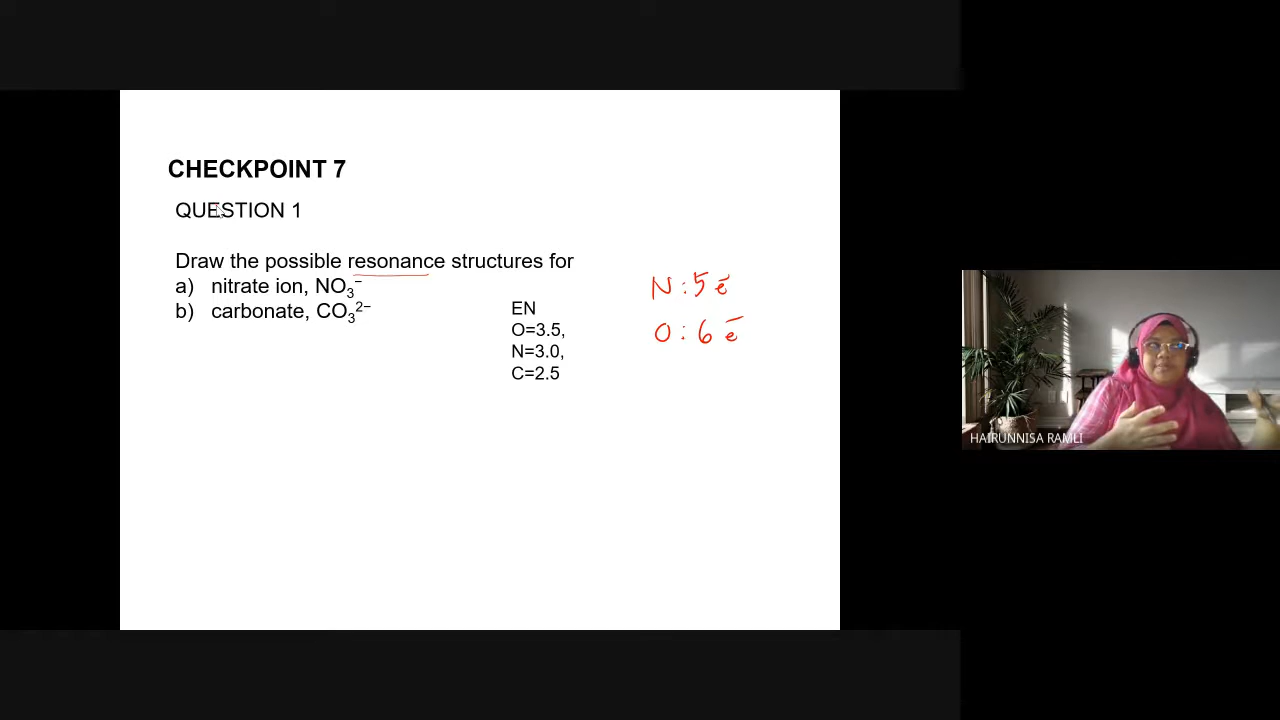 CHECKPOINT 7
QUESTION 1
Draw the possible resonance structures for
a) nitrate ion, NO₃⁻
b) carbonate, CO₃²⁻
EN
O=3.5,
N=3.0,
C=2.5
N : 5 e⁻
O : 6 e⁻
HAIRUNNISA RAMLI